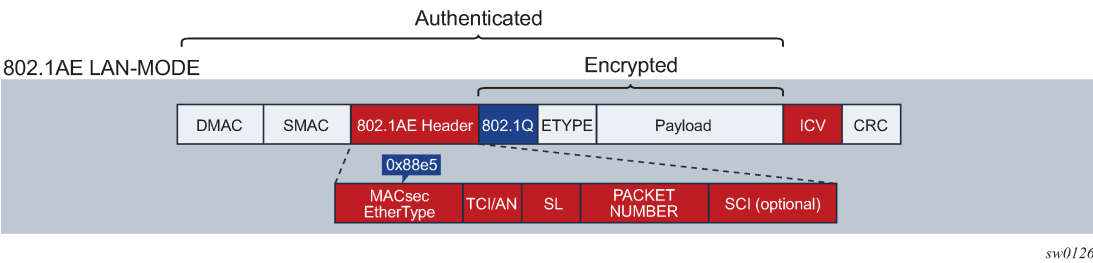 Authenticated
802.1AE LAN-MODE
Encrypted
DMAC SMAC 802.1AE Header 802.1Q ETYPE Payload ICV CRC
0x88e5
MACsec EtherType TCI/AN SL PACKET NUMBER SCI (optional)
sw0126